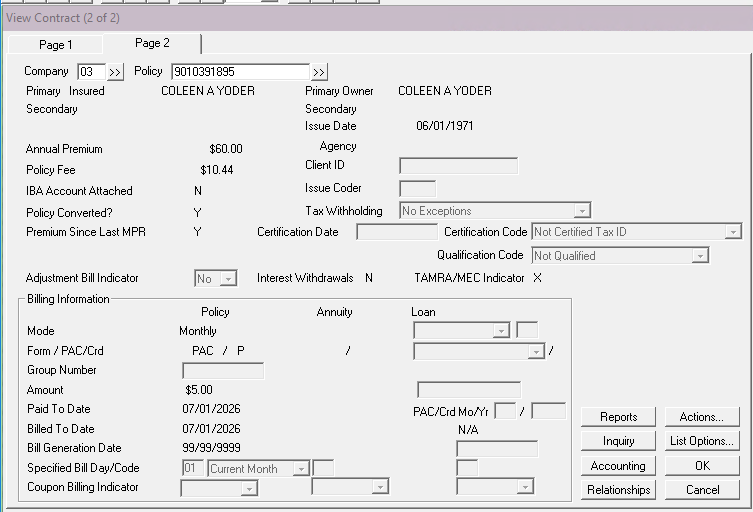 View Contract (2 of 2)
Page 1 Page 2
Company 03 >> Policy 9010391895 >>
Primary Insured COLEEN A YODER Primary Owner COLEEN A YODER
Secondary Secondary
Issue Date 06/01/1971
Annual Premium $60.00 Agency
Policy Fee $10.44 Client ID
IBA Account Attached N Issue Coder
Policy Converted? Y Tax Withholding No Exceptions
Premium Since Last MPR Y Certification Date Certification Code Not Certified Tax ID
Qualification Code Not Qualified
Adjustment Bill Indicator No Interest Withdrawals N TAMRA/MEC Indicator X
Billing Information
Policy Annuity Loan
Mode Monthly
Form / PAC/Crd PAC / P / /
Group Number
Amount $5.00
Paid To Date 07/01/2026 PAC/Crd Mo/Yr /
Billed To Date 07/01/2026 N/A
Bill Generation Date 99/99/9999
Specified Bill Day/Code 01 Current Month
Coupon Billing Indicator
Reports Actions...
Inquiry List Options...
Accounting OK
Relationships Cancel